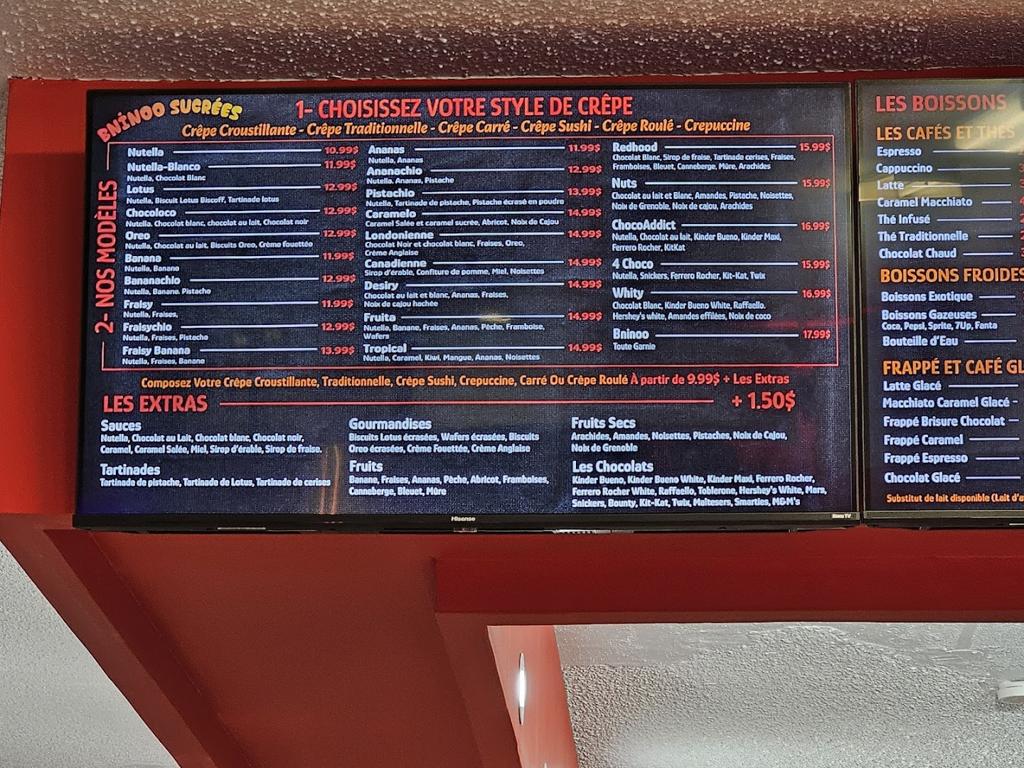 BNINOO SUCRÉES
1- CHOISISSEZ VOTRE STYLE DE CRÊPE
Crêpe Croustillante - Crêpe Traditionnelle - Crêpe Carré - Crêpe Sushi - Crêpe Roulé - Crepuccine
2- NOS MODÈLES
Nutella 10.99$
Nutella-Blanco 11.99$
Nutella, Chocolat Blanc
Lotus 12.99$
Nutella, Biscuit Lotus Biscoff, Tartinade lotus
Chocoloco 12.99$
Nutella, Chocolat blanc, chocolat au lait, Chocolat noir
Oreo 12.99$
Nutella, Chocolat au lait, Biscuits Oreo, Crème fouettée
Banana 11.99$
Nutella, Banane
Bananachio 12.99$
Nutella, Banane, Pistache
Fraisy 11.99$
Nutella, Fraises,
Fraisychio 12.99$
Nutella, Fraises, Pistache
Fraisy Banana 13.99$
Nutella, Fraises, Banane
Ananas 11.99$
Nutella, Ananas
Ananachio 12.99$
Nutella, Ananas, Pistache
Pistachio 13.99$
Nutella, Tartinade de pistache, Pistache écrasé en poudre
Caramelo 14.99$
Caramel Salée et caramel sucrée, Abricot, Noix de Cajou
Londonienne 14.99$
Chocolat Noir et chocolat blanc, Fraises, Oreo,
Crème Anglaise
Canadienne 14.99$
Sirop d'érable, Confiture de pomme, Miel, Noisettes
Desiry 14.99$
Chocolat au lait et blanc, Ananas, Fraises,
Noix de cajou hachée
Fruita 14.99$
Nutella, Banane, Fraises, Ananas, Pêche, Framboise,
Wafers
Tropical 14.99$
Nutella, Caramel, Kiwi, Mangue, Ananas, Noisettes
Redhood 15.99$
Chocolat Blanc, Sirop de fraise, Tartinade cerises, Fraises,
Framboises, Bleuet, Canneberge, Mûre, Arachides
Nuts 15.99$
Chocolat au lait et Blanc, Amandes, Pistache, Noisettes,
Noix de Grenoble, Noix de cajou, Arachides
ChocoAddict 16.99$
Nutella, Chocolat au lait, Kinder Bueno, Kinder Maxi,
Ferrero Rocher, KitKat
4 Choco 15.99$
Nutella, Snickers, Ferrero Rocher, Kit-Kat, Twix
Whity 16.99$
Chocolat Blanc, Kinder Bueno White, Raffaello.
Hershey's white, Amandes effilées, Noix de coco
Bninoo 17.99$
Toute Garnie
Composez Votre Crêpe Croustillante, Traditionnelle, Crêpe Sushi, Crepuccine, Carré Ou Crêpe Roulé À partir de 9.99$ + Les Extras
LES EXTRAS + 1.50$
Sauces
Nutella, Chocolat au Lait, Chocolat blanc, Chocolat noir,
Caramel, Caramel Salée, Miel, Sirop d'érable, Sirop de fraise.
Tartinades
Tartinade de pistache, Tartinade de Lotus, Tartinade de cerises
Gourmandises
Biscuits Lotus écrasées, Wafers écrasées, Biscuits
Oreo écrasées, Crème Fouettée, Crème Anglaise
Fruits
Banane, Fraises, Ananas, Pêche, Abricot, Framboises,
Canneberge, Bleuet, Mûre
Fruits Secs
Arachides, Amandes, Noisettes, Pistaches, Noix de Cajou,
Noix de Grenoble
Les Chocolats
Kinder Bueno, Kinder Bueno White, Kinder Maxi, Ferrero Rocher,
Ferrero Rocher White, Raffaello, Toblerone, Hershey's White, Mars,
Snickers, Bounty, Kit-Kat, Twix, Maltesers, Smarties, M&M's
Hisense
Roku TV
LES BOISSONS
LES CAFÉS ET THÉS
Espresso
Cappuccino
Latte
Caramel Macchiato
Thé Infusé
Thé Traditionnelle
Chocolat Chaud
BOISSONS FROIDES
Boissons Exotique
Boissons Gazeuses
Coca, Pepsi, Sprite, 7Up, Fanta
Bouteille d'Eau
FRAPPÉ ET CAFÉ GL
Latte Glacé
Macchiato Caramel Glacé
Frappé Brisure Chocolat
Frappé Caramel
Frappé Espresso
Chocolat Glacé
Substitut de lait disponible (Lait d'a